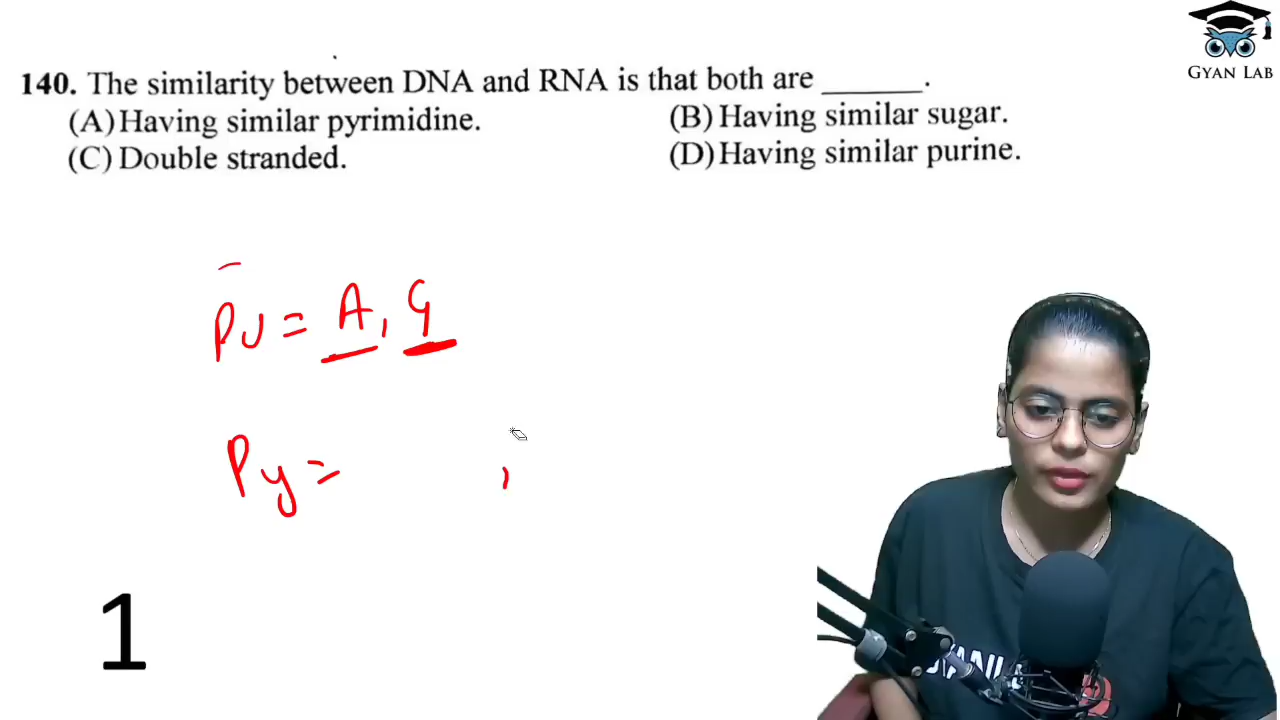 GYAN LAB
140. The similarity between DNA and RNA is that both are ______.
(A) Having similar pyrimidine. (B) Having similar sugar.
(C) Double stranded. (D) Having similar purine.
PU = A, G
Py = ,
1